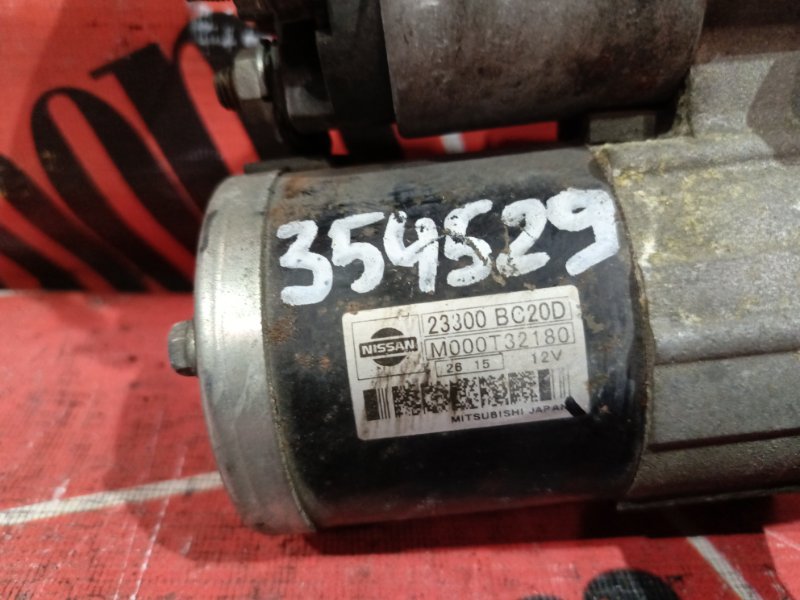 354529
NISSAN
23300 BC20D
M000T32180
26 15 12V
MITSUBISHI JAPAN